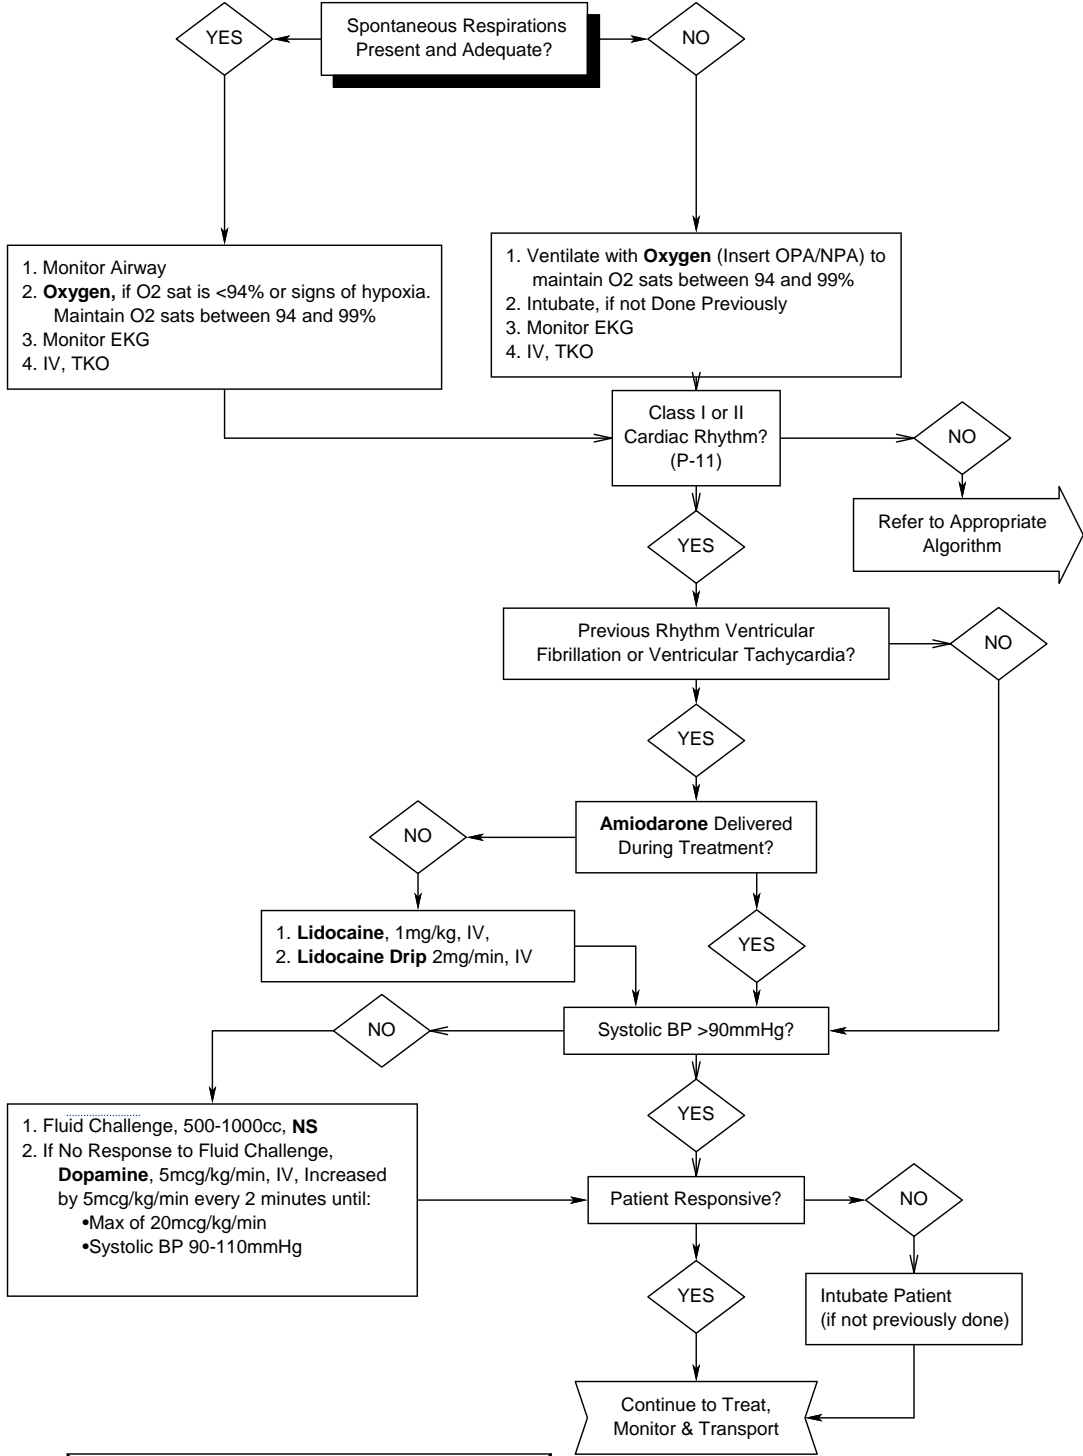 Spontaneous Respirations
Present and Adequate?
YES
NO
1. Monitor Airway
2. Oxygen, if O2 sat is <94% or signs of hypoxia.
Maintain O2 sats between 94 and 99%
3. Monitor EKG
4. IV, TKO
1. Ventilate with Oxygen (Insert OPA/NPA) to
maintain O2 sats between 94 and 99%
2. Intubate, if not Done Previously
3. Monitor EKG
4. IV, TKO
Class I or II
Cardiac Rhythm?
(P-11)
NO
Refer to Appropriate
Algorithm
YES
Previous Rhythm Ventricular
Fibrillation or Ventricular Tachycardia?
NO
YES
Amiodarone Delivered
During Treatment?
NO
1. Lidocaine, 1mg/kg, IV,
2. Lidocaine Drip 2mg/min, IV
YES
Systolic BP >90mmHg?
NO
YES
1. Fluid Challenge, 500-1000cc, NS
2. If No Response to Fluid Challenge,
Dopamine, 5mcg/kg/min, IV, Increased
by 5mcg/kg/min every 2 minutes until:
•Max of 20mcg/kg/min
•Systolic BP 90-110mmHg
Patient Responsive?
NO
YES
Intubate Patient
(if not previously done)
Continue to Treat,
Monitor & Transport